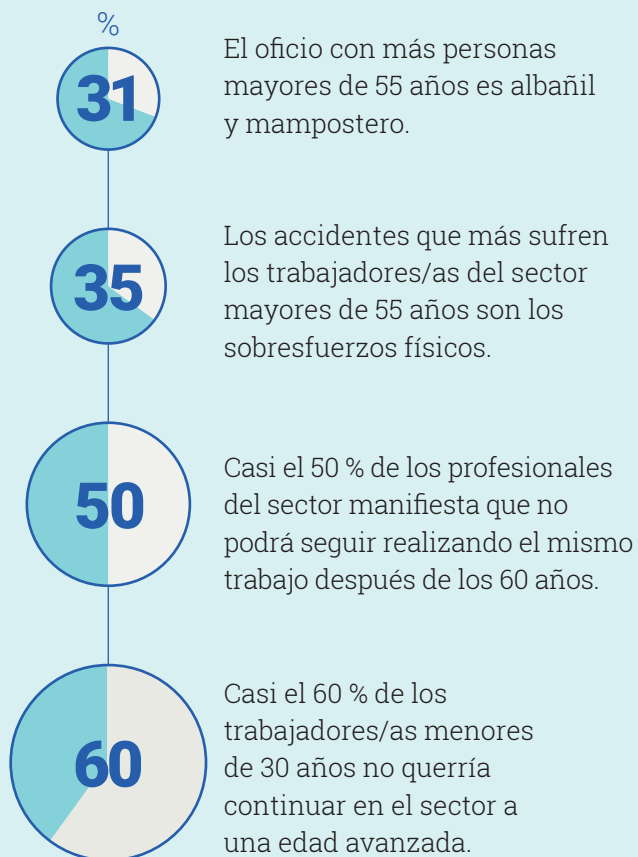 %
31
El oficio con más personas
mayores de 55 años es albañil
y mampostero.
35
Los accidentes que más sufren
los trabajadores/as del sector
mayores de 55 años son los
sobresfuerzos físicos.
50
Casi el 50 % de los profesionales
del sector manifiesta que no
podrá seguir realizando el mismo
trabajo después de los 60 años.
60
Casi el 60 % de los
trabajadores/as menores
de 30 años no querría
continuar en el sector a
una edad avanzada.